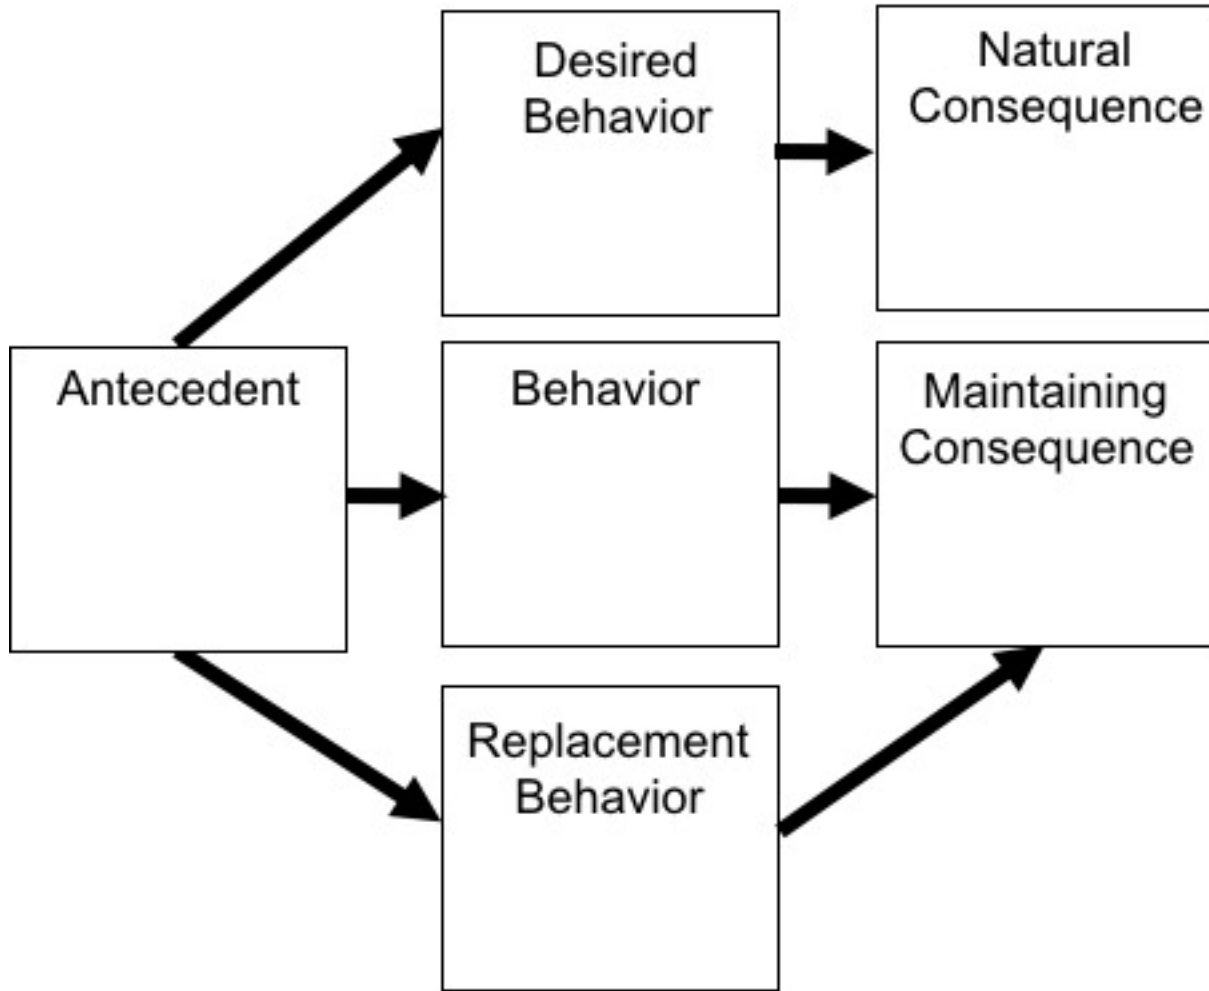 Desired
Behavior
Natural
Consequence
Antecedent
Behavior
Maintaining
Consequence
Replacement
Behavior